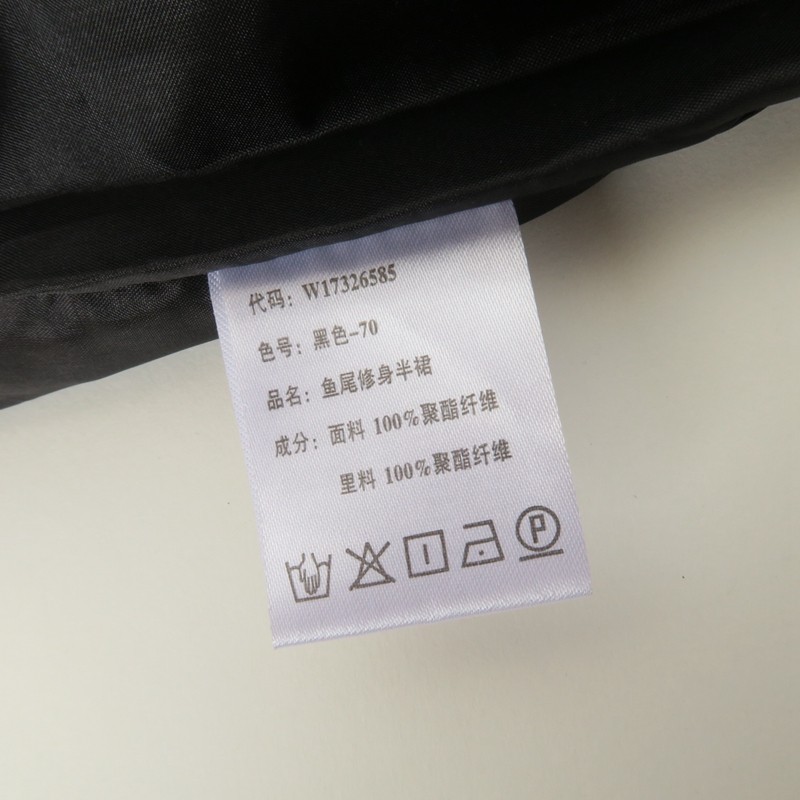 代码：W17326585
色号：黑色-70
品名：鱼尾修身半裙
成分：面料 100%聚酯纤维
里料 100%聚酯纤维
P